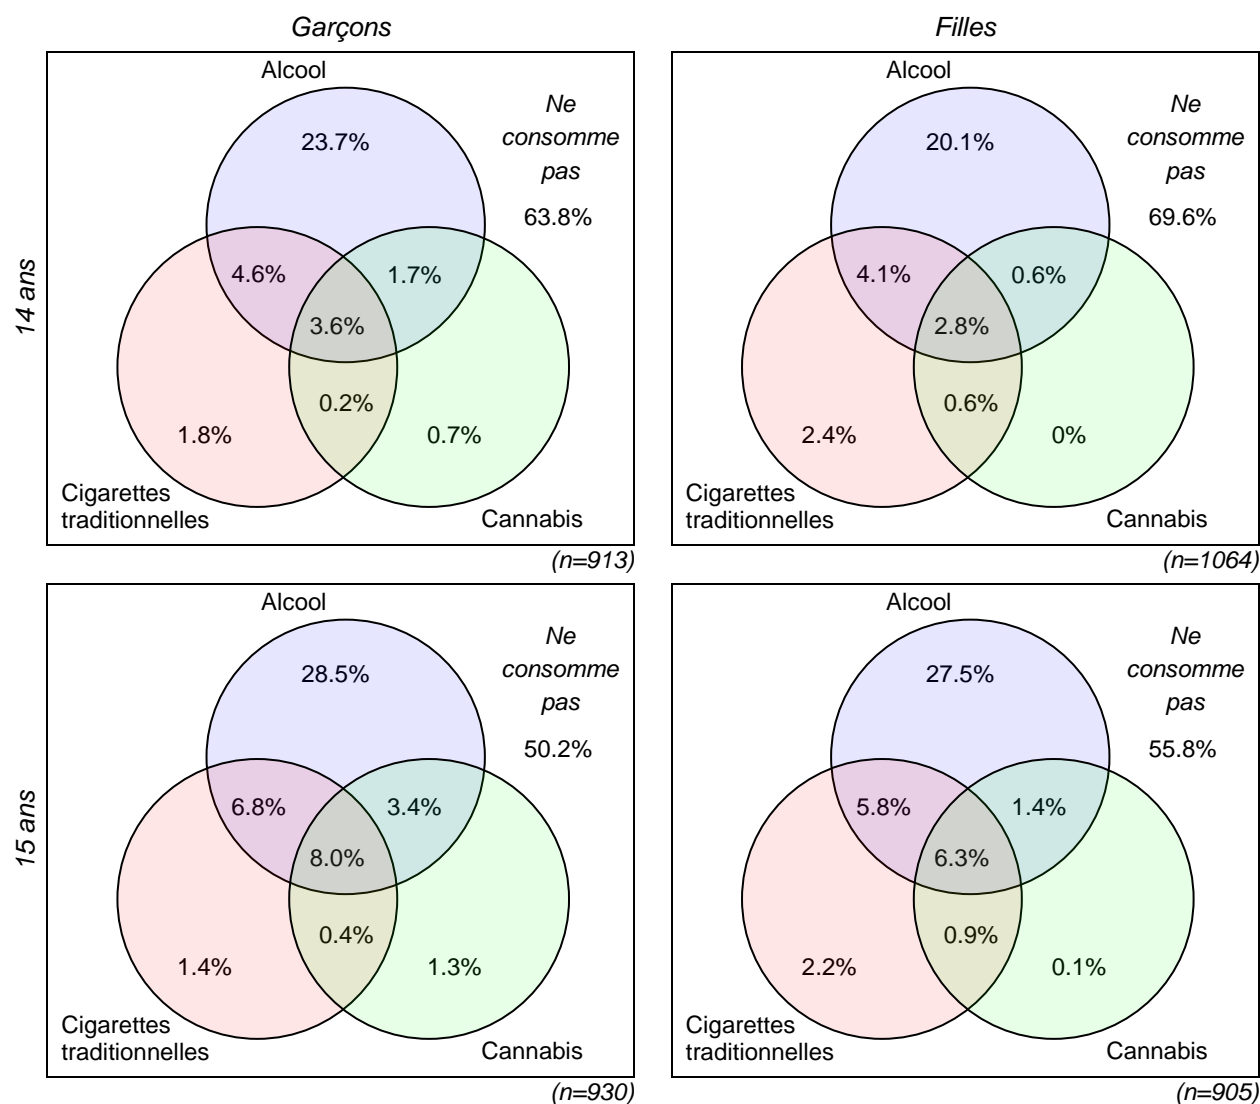 Garçons
Filles
14 ans
Alcool
Ne
consomme
pas
23.7%
63.8%
4.6%
1.7%
3.6%
0.2%
1.8%
0.7%
Cigarettes
traditionnelles
Cannabis
(n=913)
Alcool
Ne
consomme
pas
20.1%
69.6%
4.1%
0.6%
2.8%
0.6%
2.4%
0%
Cigarettes
traditionnelles
Cannabis
(n=1064)
15 ans
Alcool
Ne
consomme
pas
28.5%
50.2%
6.8%
3.4%
8.0%
0.4%
1.4%
1.3%
Cigarettes
traditionnelles
Cannabis
(n=930)
Alcool
Ne
consomme
pas
27.5%
55.8%
5.8%
1.4%
6.3%
0.9%
2.2%
0.1%
Cigarettes
traditionnelles
Cannabis
(n=905)